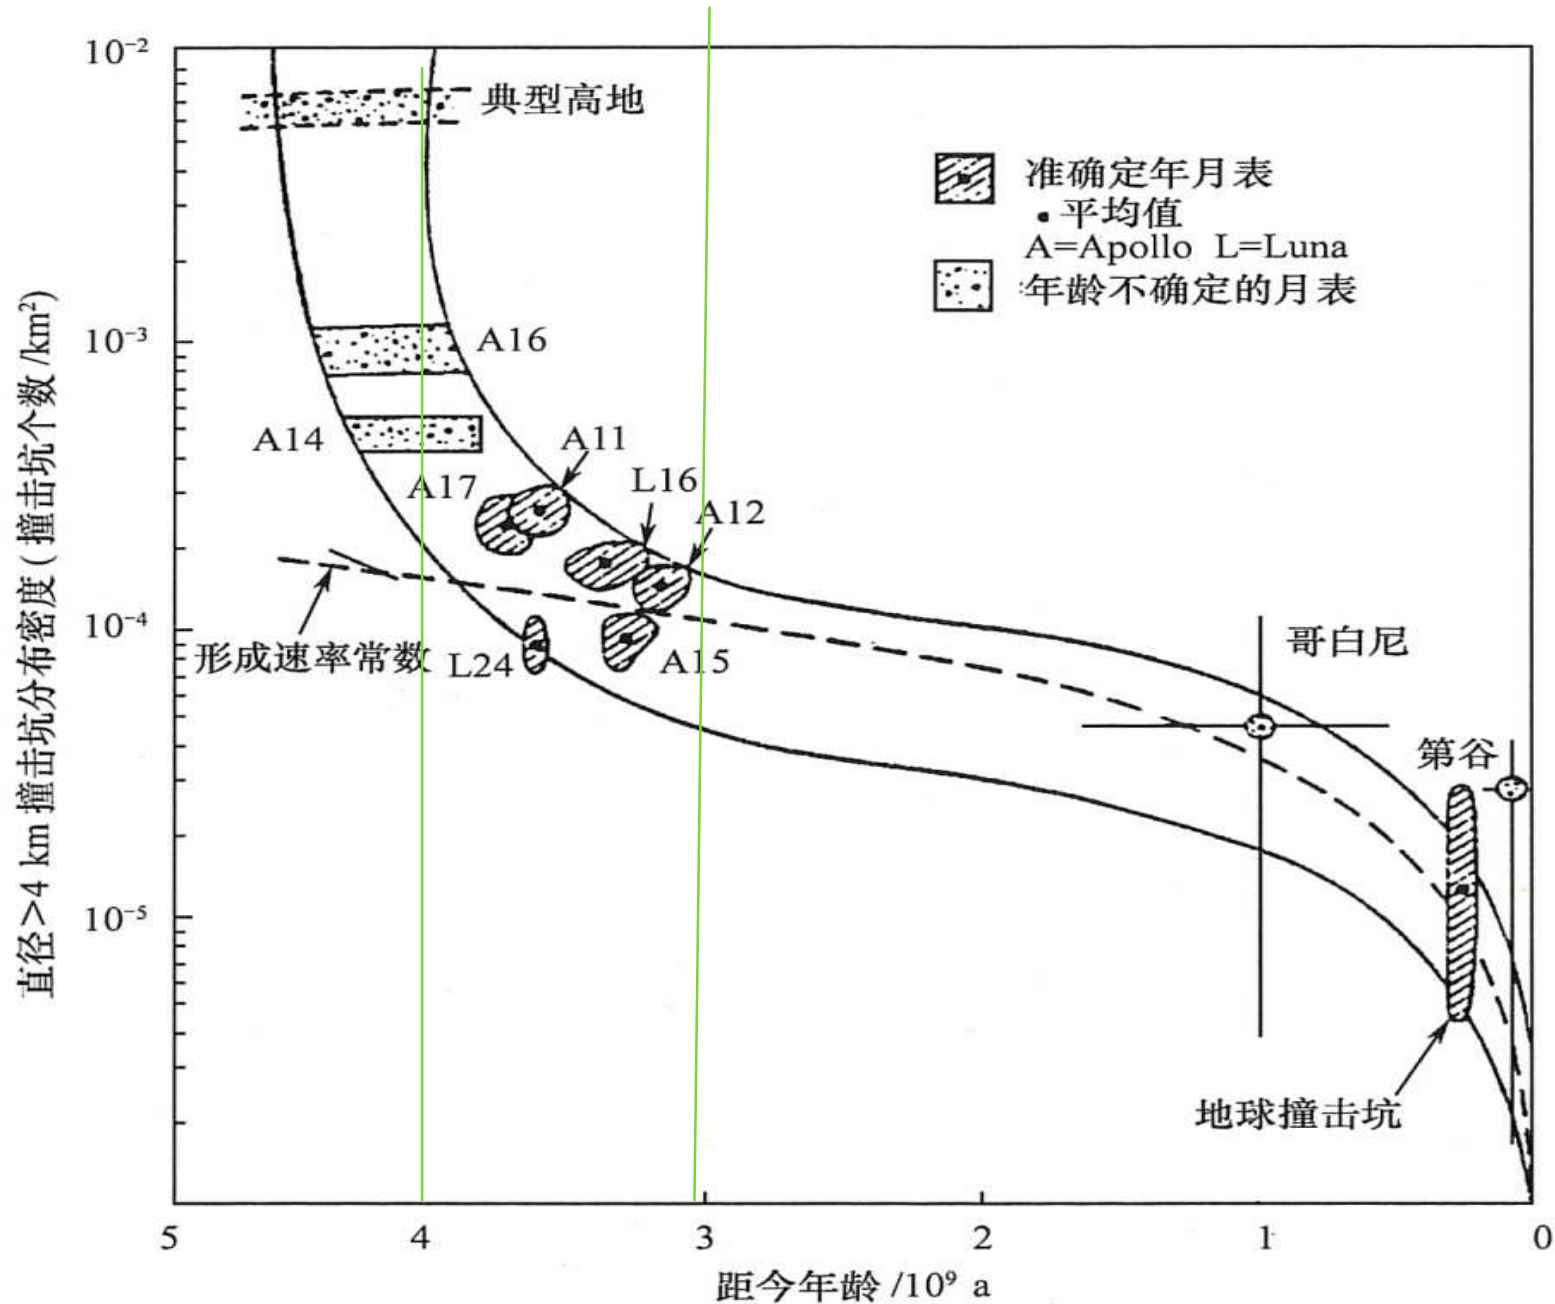 10⁻²
典型高地
准确定年月表
•平均值
A=Apollo L=Luna
年龄不确定的月表
10⁻³
A16
A14
A11
A17
L16
A12
10⁻⁴
形成速率常数
L24
A15
哥白尼
第谷
10⁻⁵
地球撞击坑
直径>4 km 撞击坑分布密度(撞击坑个数/km²)
5 4 3 2 1 0
距今年龄/10⁹ a